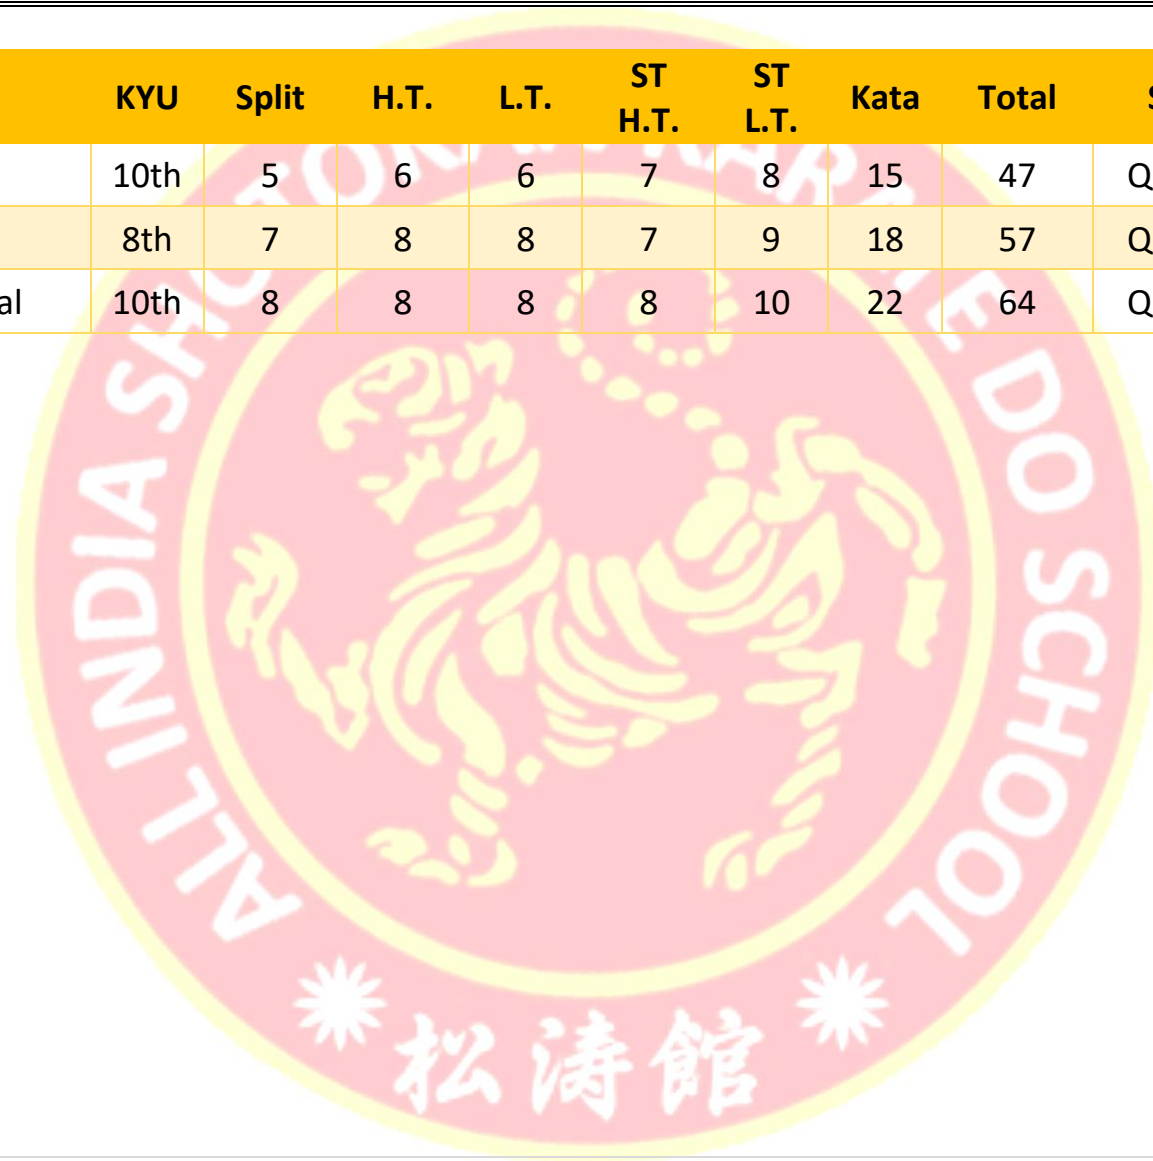 KYU Split H.T. L.T. ST H.T. ST L.T. Kata Total S
10th 5 6 6 7 8 15 47 Q
8th 7 8 8 7 9 18 57 Q
al 10th 8 8 8 8 10 22 64 Q
ALL INDIA SHOTOKAN KARATE DO SCHOOL
松涛館